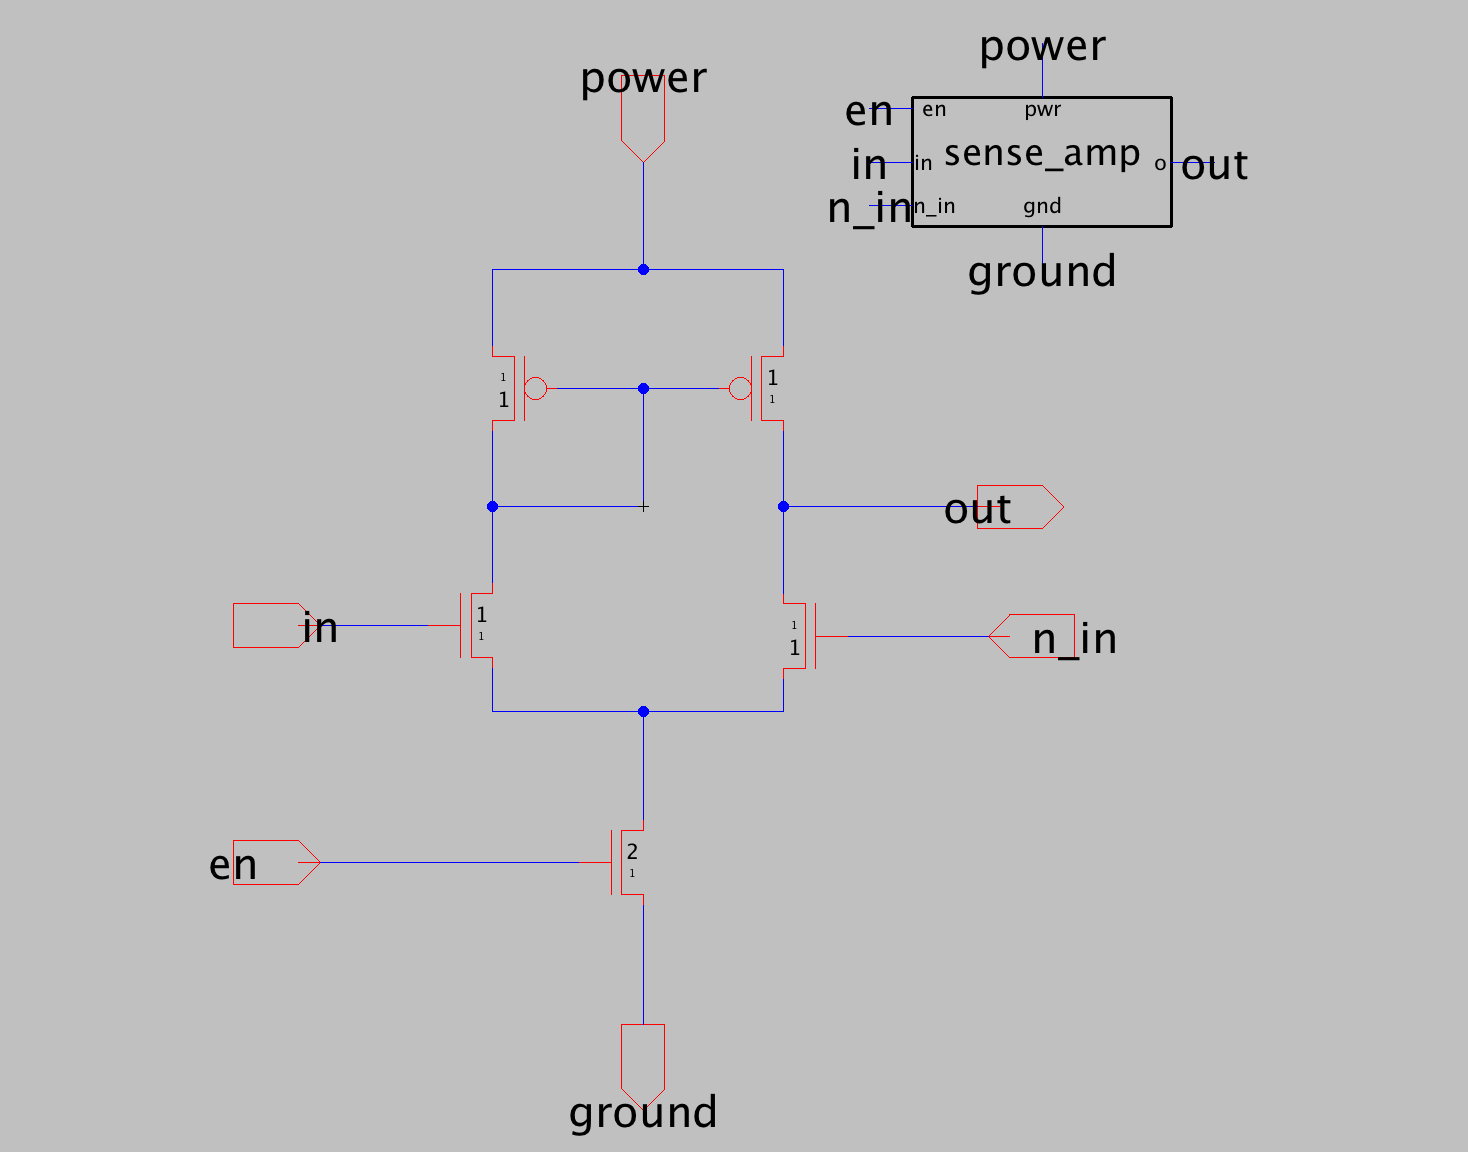 power
power
en
en
pwr
in
in
sense_amp
o
out
n_in
n_in
gnd
ground
1
1
1
1
out
in
1
1
1
1
n_in
en
2
1
ground